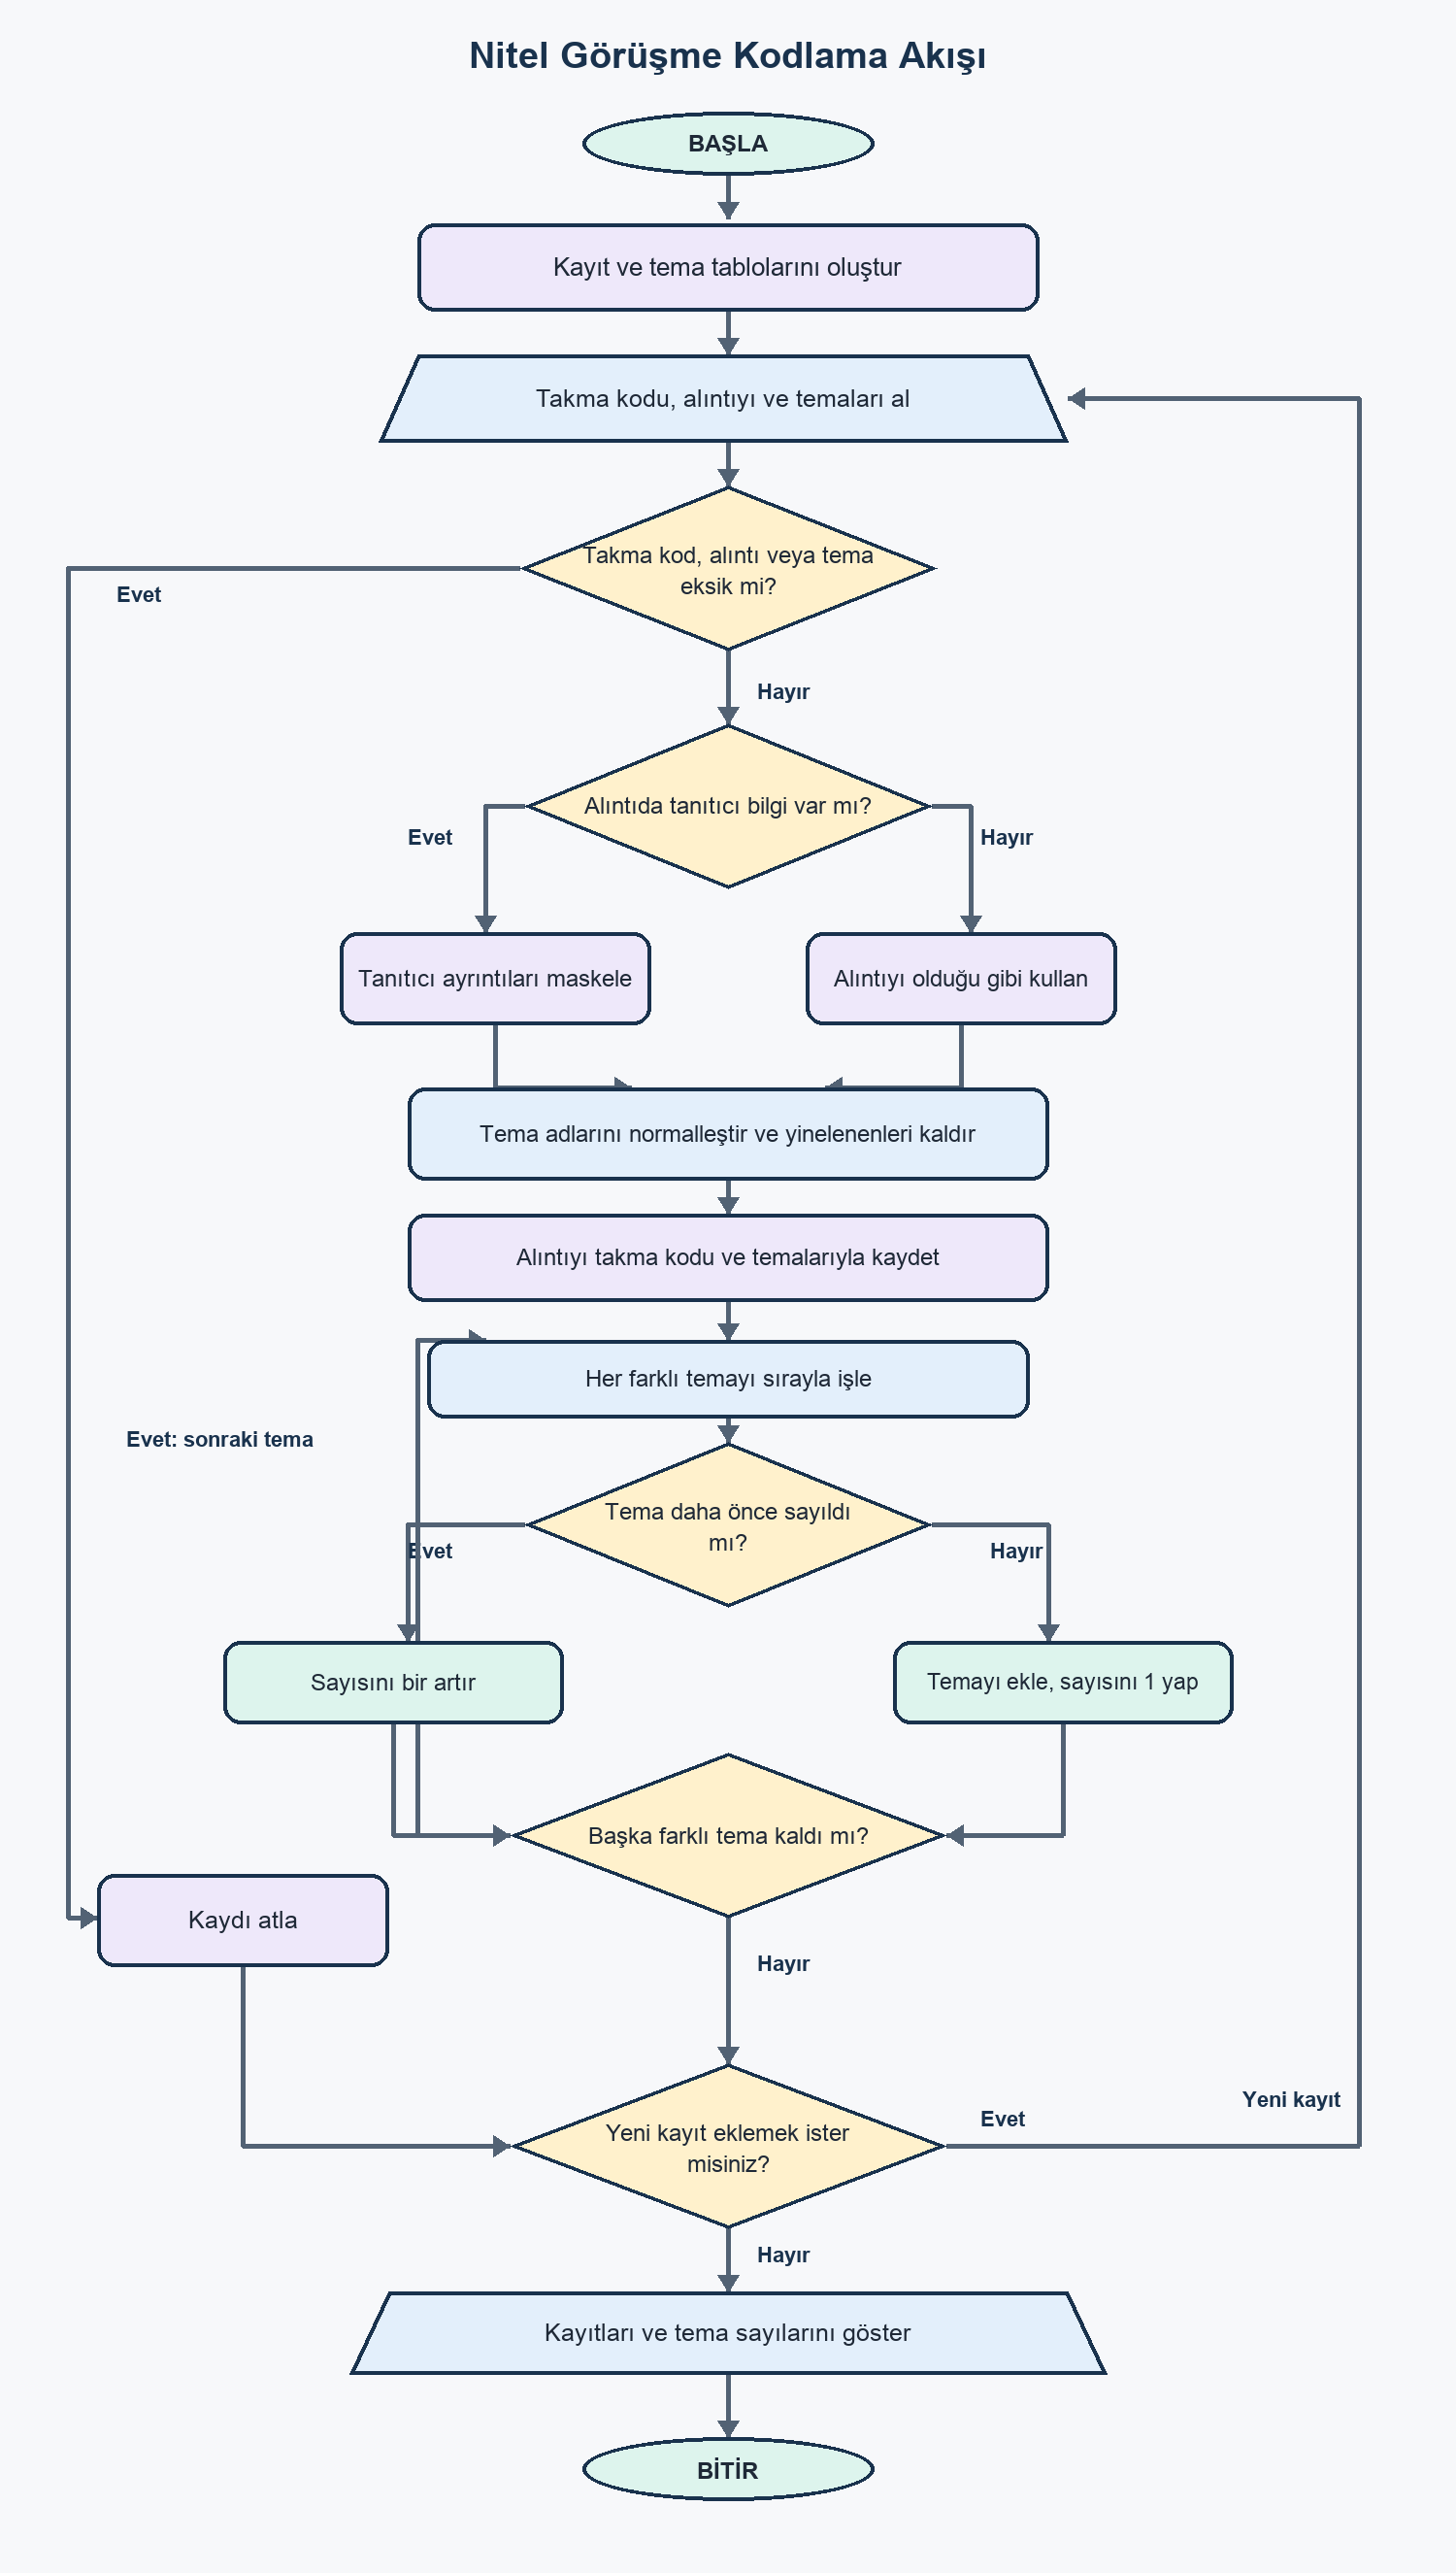 Nitel Görüşme Kodlama Akışı
BAŞLA
Kayıt ve tema tablolarını oluştur
Takma kodu, alıntıyı ve temaları al
Takma kod, alıntı veya tema
eksik mi?
Evet
Hayır
Alıntıda tanıtıcı bilgi var mı?
Evet
Hayır
Tanıtıcı ayrıntıları maskele
Alıntıyı olduğu gibi kullan
Tema adlarını normalleştir ve yinelenenleri kaldır
Alıntıyı takma kodu ve temalarıyla kaydet
Her farklı temayı sırayla işle
Evet: sonraki tema
Tema daha önce sayıldı
mı?
Evet
Hayır
Sayısını bir artır
Temayı ekle, sayısını 1 yap
Başka farklı tema kaldı mı?
Kaydı atla
Hayır
Yeni kayıt eklemek ister
misiniz?
Evet
Yeni kayıt
Hayır
Kayıtları ve tema sayılarını göster
BİTİR